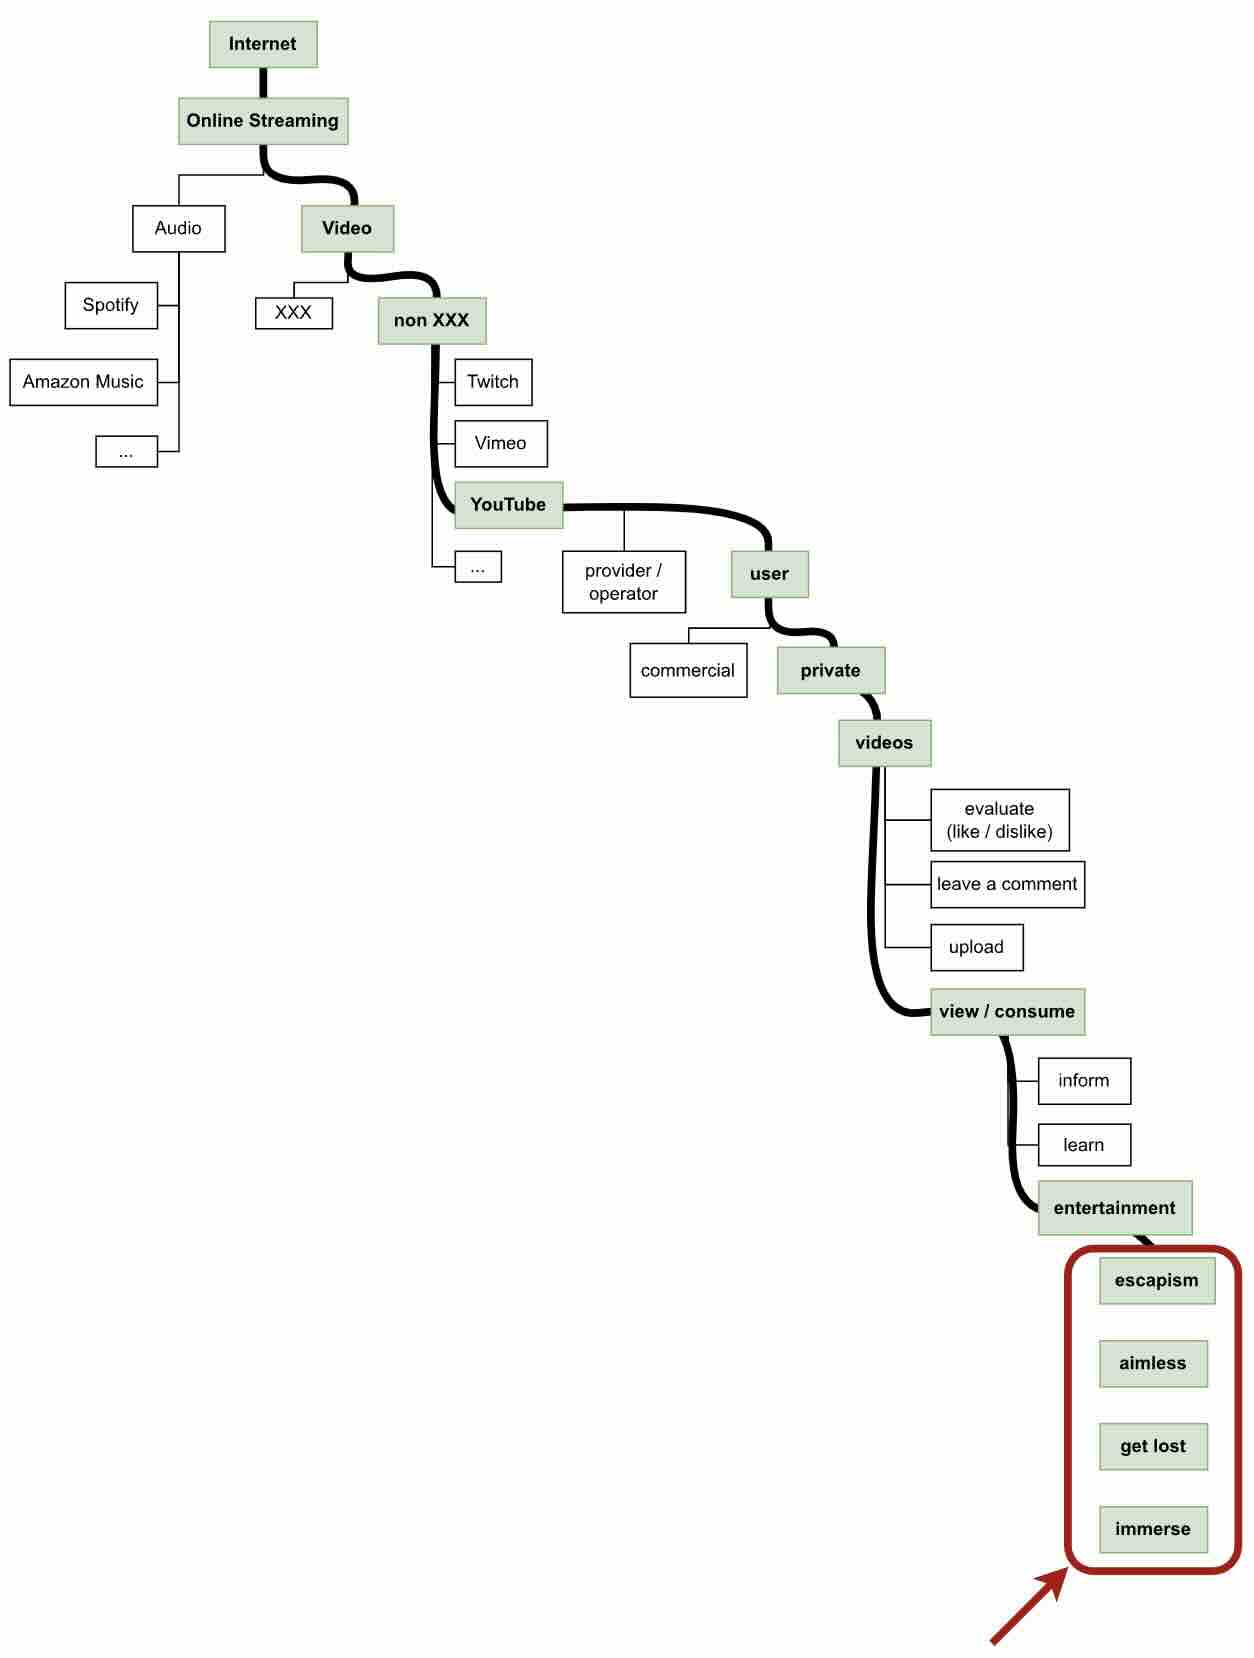 Internet
Online Streaming
Audio
Video
Spotify
XXX
non XXX
Amazon Music
Twitch
...
Vimeo
YouTube
...
provider /
operator
user
commercial
private
videos
evaluate
(like / dislike)
leave a comment
upload
view / consume
inform
learn
entertainment
escapism
aimless
get lost
immerse